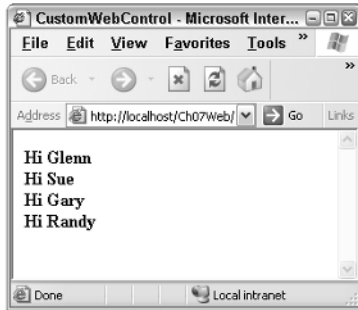 CustomWebControl - Microsoft Inter...
File Edit View Favorites Tools »
Back »
Address http://localhost/Ch07Web/ Go Links
Hi Glenn
Hi Sue
Hi Gary
Hi Randy
Done Local intranet